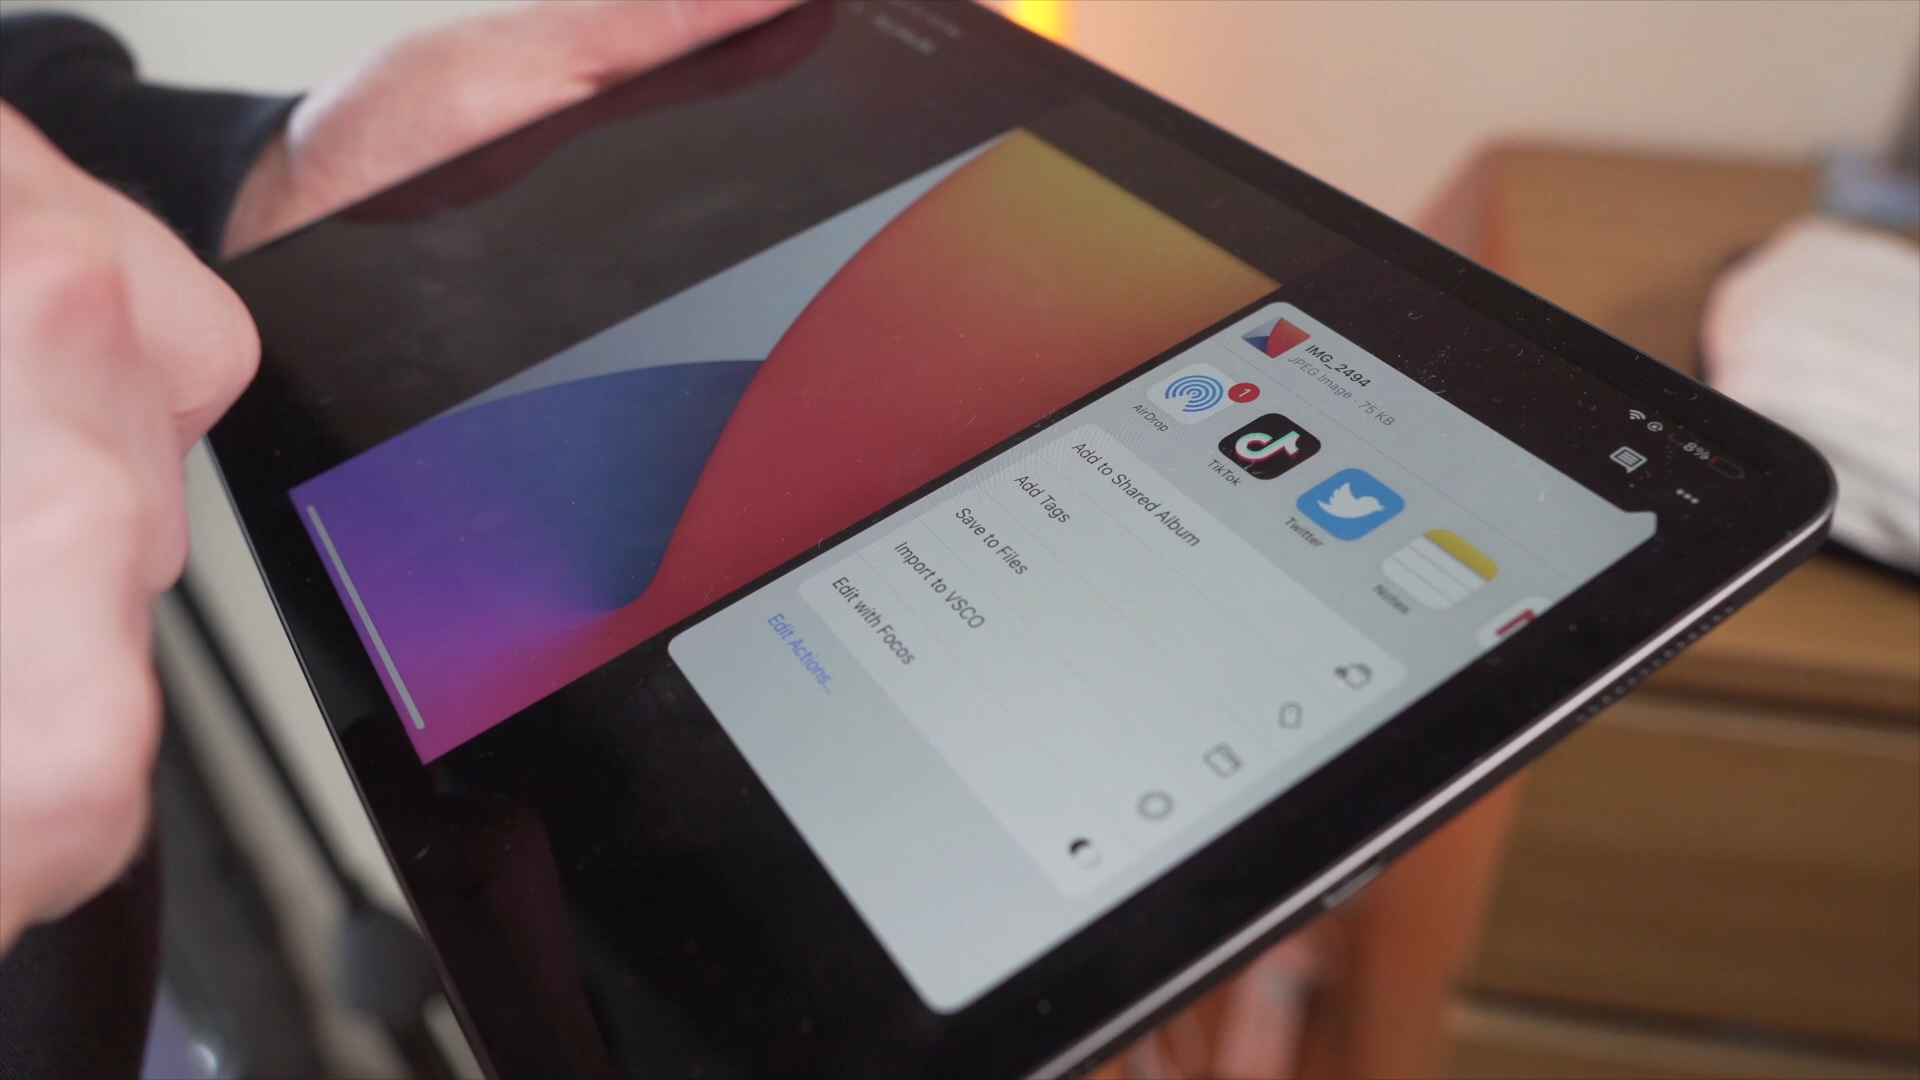 8%
IMG_2494
JPEG Image · 75 KB
1
AirDrop
TikTok
Twitter
Notes
Add to Shared Album
Add Tags
Save to Files
Import to VSCO
Edit with Focos
Edit Actions...